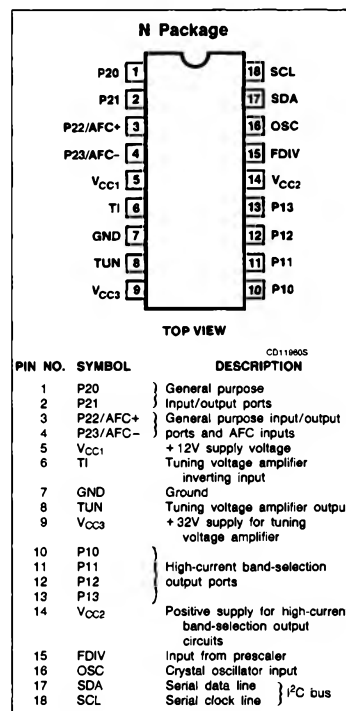 N Package
P20 1 18 SCL
P21 2 17 SDA
P22/AFC+ 3 16 OSC
P23/AFC– 4 15 FDIV
VCC1 5 14 VCC2
TI 6 13 P13
GND 7 12 P12
TUN 8 11 P11
VCC3 9 10 P10
TOP VIEW
CD11960S
PIN NO. SYMBOL DESCRIPTION
1 P20 General purpose
2 P21 Input/output ports
3 P22/AFC+ General purpose input/output
4 P23/AFC– ports and AFC inputs
5 VCC1 +12V supply voltage
6 TI Tuning voltage amplifier
inverting input
7 GND Ground
8 TUN Tuning voltage amplifier outpu
9 VCC3 +32V supply for tuning
voltage amplifier
10 P10
11 P11 High-current band-selection
12 P12 output ports
13 P13
14 VCC2 Positive supply for high-curren
band-selection output
circuits
15 FDIV Input from prescaler
16 OSC Crystal oscillator input
17 SDA Serial data line
18 SCL Serial clock line I²C bus